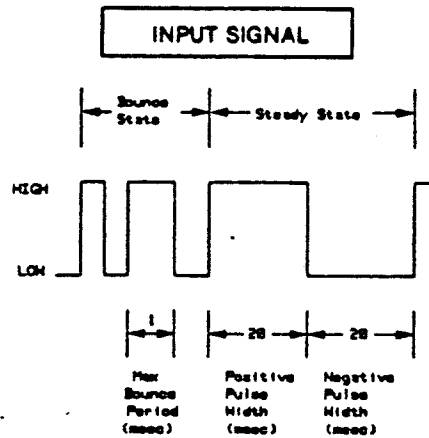 INPUT SIGNAL
Bounce
State
Steady State
HIGH
LOW
1
20
20
Max
Bounce
Period
(msec)
Positive
Pulse
Width
(msec)
Negative
Pulse
Width
(msec)